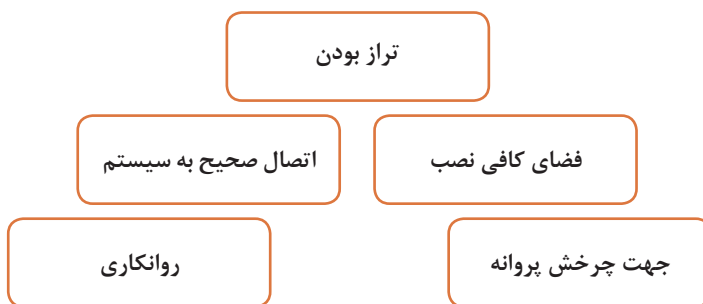 تراز بودن
فضای کافی نصب
اتصال صحیح به سیستم
جهت چرخش پروانه
روانکاری